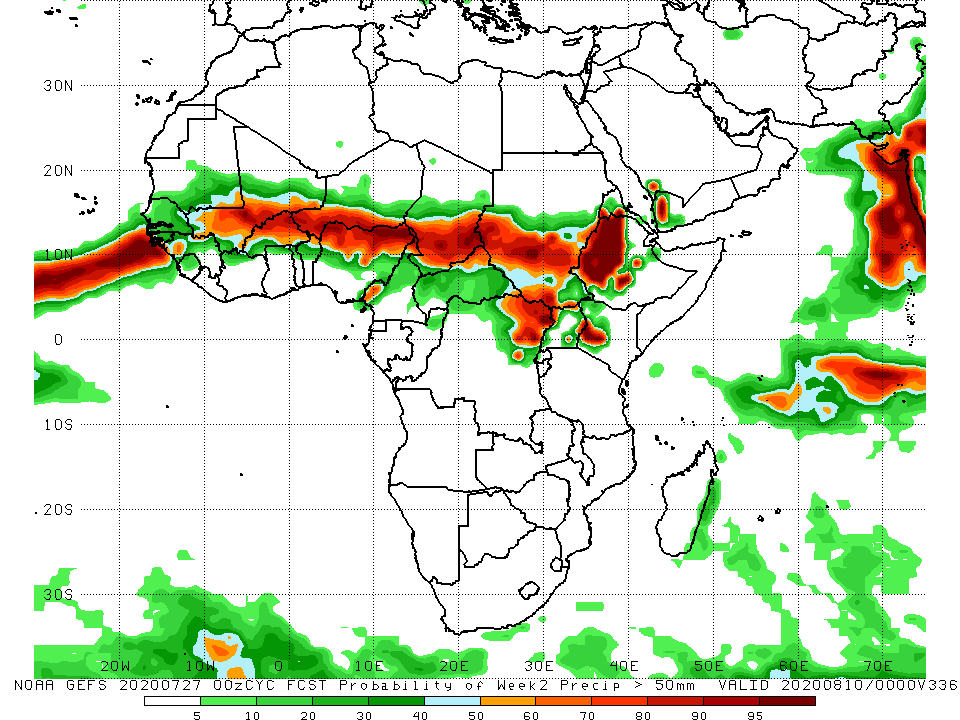 30N
20N
10N
0
10S
20S
30S
20W 10W 0 10E 20E 30E 40E 50E 60E 70E
NOAA GEFS 20200727 00zCYC FCST Probability of Week2 Precip > 50mm VALID 20200810/0000V336
5 10 20 30 40 50 60 70 80 90 95